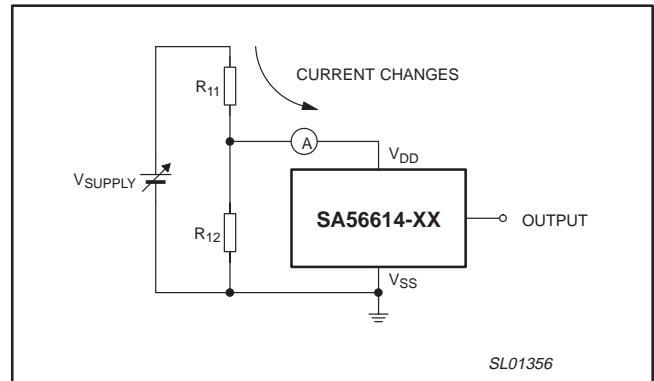 CURRENT CHANGES
R11
A
VDD
VSUPPLY
SA56614-XX
OUTPUT
R12
VSS
SL01356